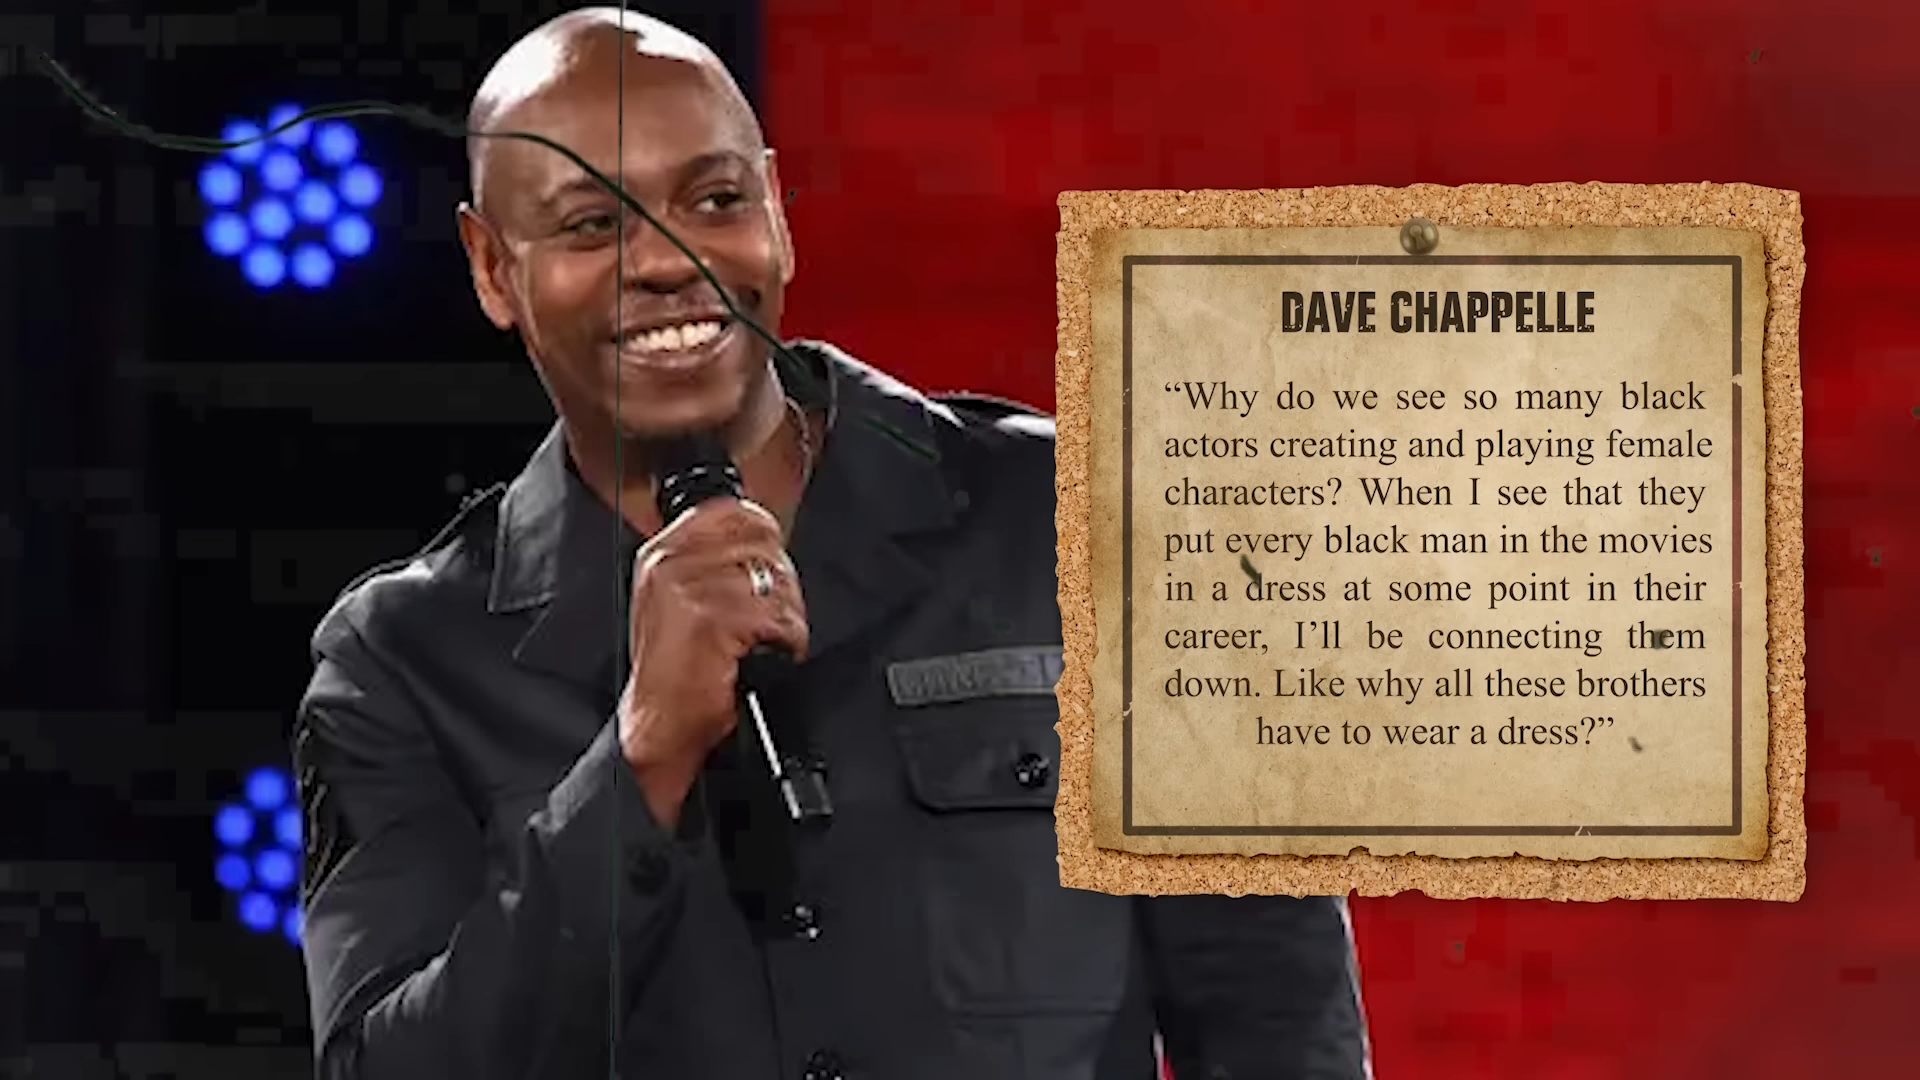 DAVE CHAPPELLE
“Why do we see so many black
actors creating and playing female
characters? When I see that they
put every black man in the movies
in a dress at some point in their
career, I’ll be connecting them
down. Like why all these brothers
have to wear a dress?”